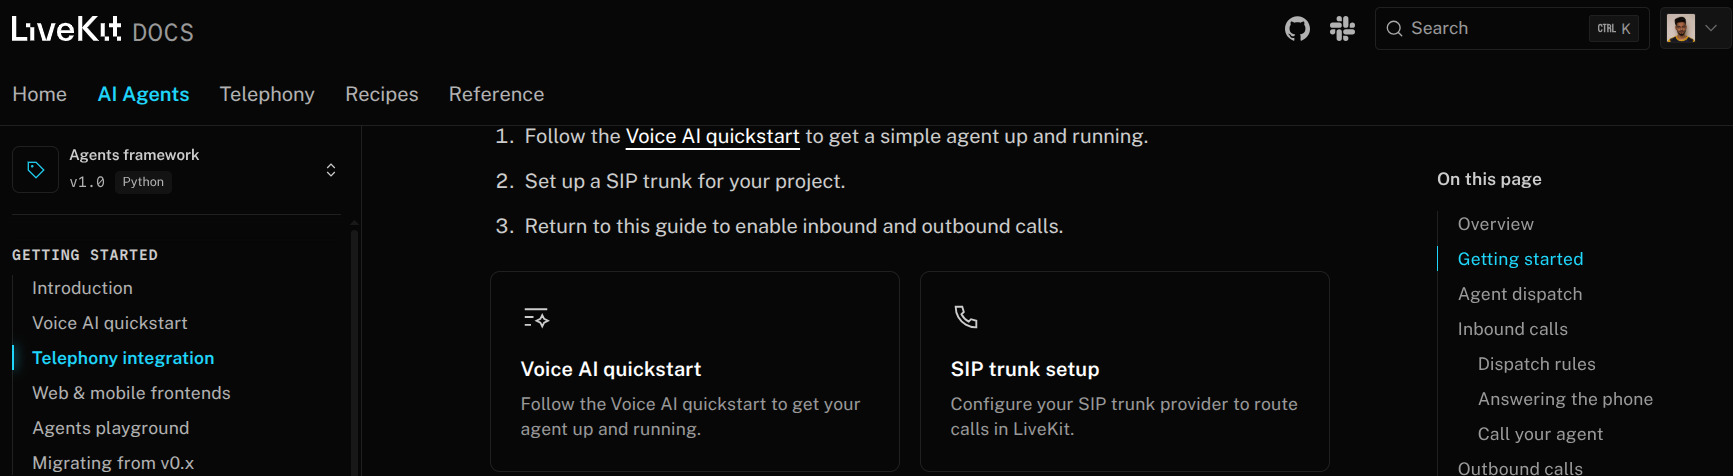 LiveKit DOCS
Search
CTRL K
Home
AI Agents
Telephony
Recipes
Reference
Agents framework
v1.0 Python
GETTING STARTED
Introduction
Voice AI quickstart
Telephony integration
Web & mobile frontends
Agents playground
Migrating from v0.x
1. Follow the Voice AI quickstart to get a simple agent up and running.
2. Set up a SIP trunk for your project.
3. Return to this guide to enable inbound and outbound calls.
Voice AI quickstart
Follow the Voice AI quickstart to get your
agent up and running.
SIP trunk setup
Configure your SIP trunk provider to route
calls in LiveKit.
On this page
Overview
Getting started
Agent dispatch
Inbound calls
Dispatch rules
Answering the phone
Call your agent
Outbound calls